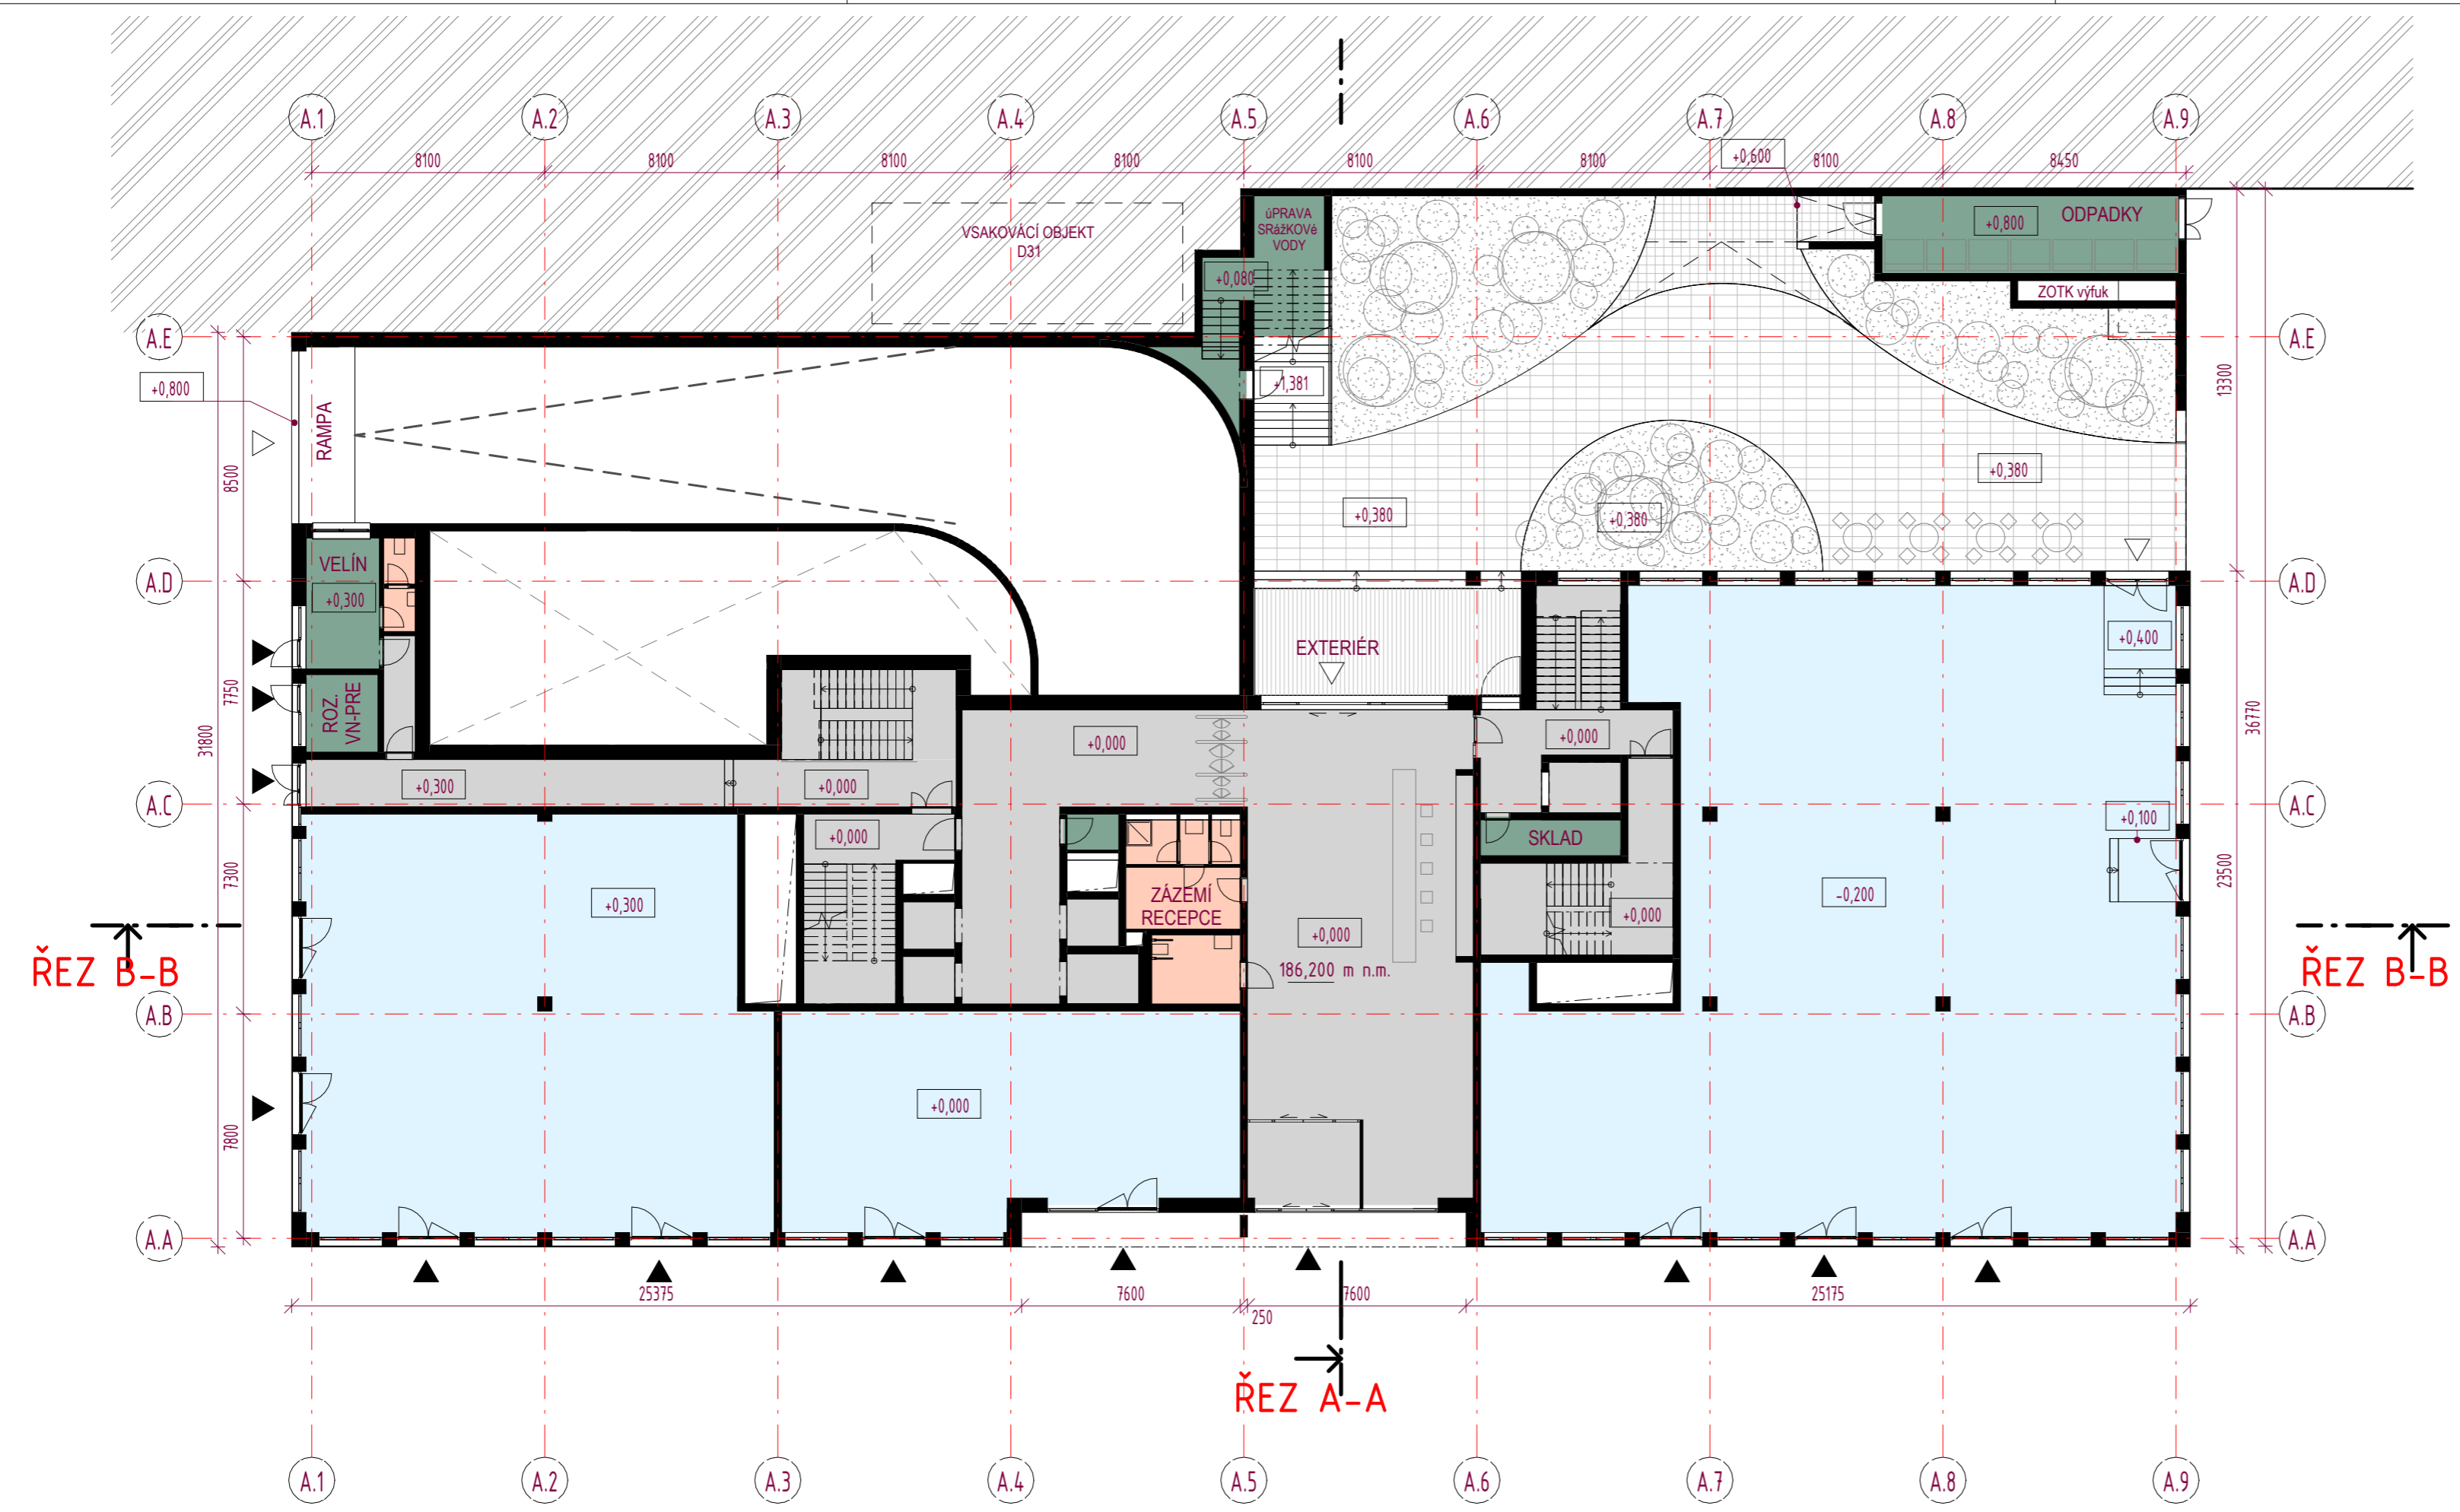 A.1 A.2 A.3 A.4 A.5 A.6 A.7 A.8 A.9
8100 8100 8100 8100 8100 8100 8100 8450
+0,600
VSAKOVÁCÍ OBJEKT
D31
úPRAVA
SRážKOVé
VODY
+0,080
+0,800
ODPADKY
ZOTK výfuk
A.E
A.E
+0,800
RAMPA
+1,381
13300
8500
+0,380
+0,380
+0,380
VELÍN
+0,300
A.D
A.D
EXTERIÉR
+0,400
ROZ.
VN-PRE
7750
31800
36770
+0,000
+0,000
+0,300
+0,000
A.C
A.C
+0,100
+0,000
SKLAD
7300
23500
+0,300
ZÁZEMÍ
RECEPCE
-0,200
+0,000
+0,000
186,200 m n.m.
ŘEZ B-B
ŘEZ B-B
A.B
A.B
+0,000
7800
A.A
A.A
25375 7600 250 7600 25175
ŘEZ A-A
A.1 A.2 A.3 A.4 A.5 A.6 A.7 A.8 A.9